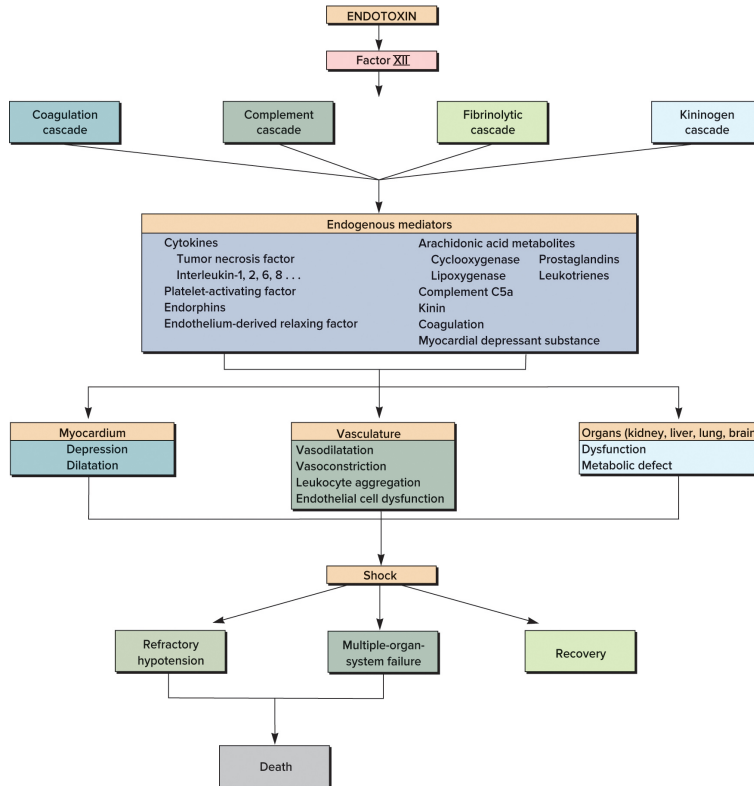 ENDOTOXIN
Factor XII
Coagulation
cascade
Complement
cascade
Fibrinolytic
cascade
Kininogen
cascade
Endogenous mediators
Cytokines
Tumor necrosis factor
Interleukin-1, 2, 6, 8 . . .
Platelet-activating factor
Endorphins
Endothelium-derived relaxing factor
Arachidonic acid metabolites
Cyclooxygenase Prostaglandins
Lipoxygenase Leukotrienes
Complement C5a
Kinin
Coagulation
Myocardial depressant substance
Myocardium
Depression
Dilatation
Vasculature
Vasodilatation
Vasoconstriction
Leukocyte aggregation
Endothelial cell dysfunction
Organs (kidney, liver, lung, brain
Dysfunction
Metabolic defect
Shock
Refractory
hypotension
Multiple-organ-
system failure
Recovery
Death